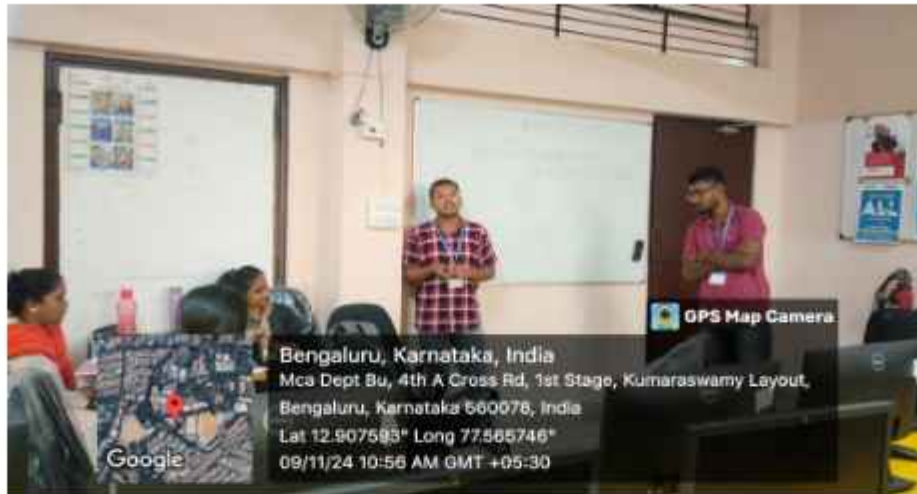 ALL
GPS Map Camera
Bengaluru, Karnataka, India
Mca Dept Bu, 4th A Cross Rd, 1st Stage, Kumaraswamy Layout,
Bengaluru, Karnataka 560078, India
Lat 12.907593° Long 77.565746°
09/11/24 10:56 AM GMT +05:30
Google